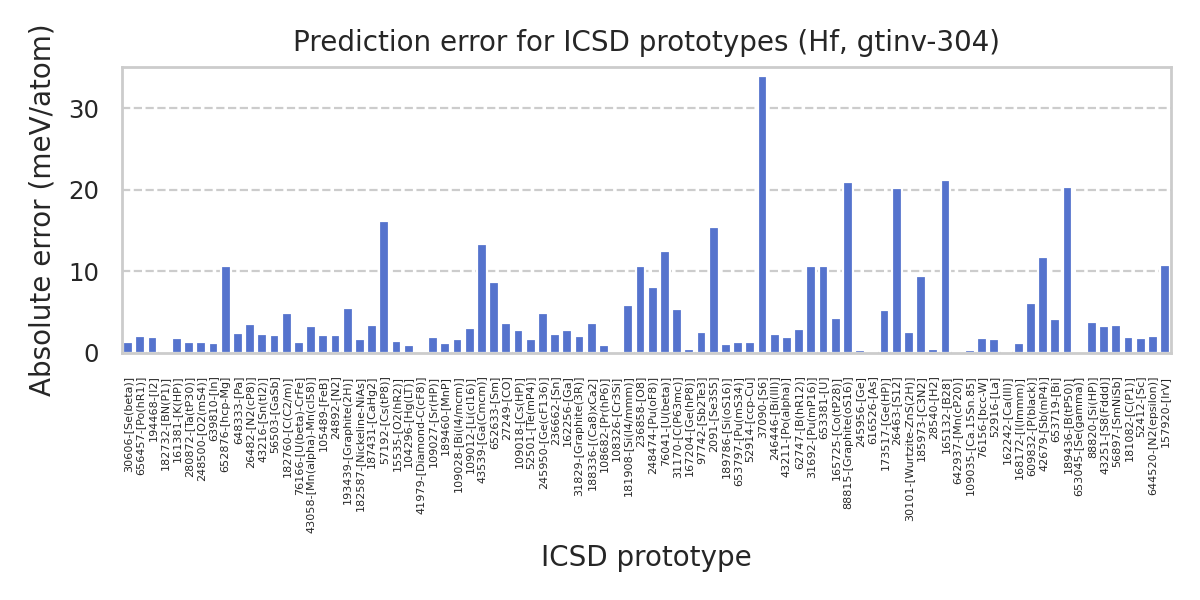 Prediction error for ICSD prototypes (Hf, gtinv-304)
Absolute error (meV/atom)
30
20
10
0
30606-[Se(beta)]
656457-[Po(hR1)]
194468-[I2]
182732-[BN(P1)]
16381-[K(HP)]
280872-[Ta(tP30)]
248500-[O2(mS4)]
639810-[In]
652876-[hcp-Mg]
64833-[Pa]
26482-[N2(cP8)]
43216-[Sn(tI2)]
56503-[GaSb]
182760-[C(C2/m)]
76166-[U(beta)-CrFe]
43058-[Mn(alpha)-Mn(cI58)]
105489-[FeB]
24892-[N2]
193439-[Graphite(2H)]
182587-[Nickeline-NiAs]
187431-[CaHg2]
57192-[Cs(tP8)]
15535-[O2(hR2)]
104296-[Hg(LT)]
41979-[Diamond-C(cF8)]
109027-[Sr(HP)]
189460-[MnP]
109028-[Bi(I4/mcm)]
109012-[Li(cI16)]
43539-[Ga(Cmcm)]
652633-[Sm]
27249-[CO]
109018-[Cs(HP)]
52501-[Te(mP4)]
245950-[Ge(cF136)]
236662-[Sn]
162256-[Ga]
31829-[Graphite(3R)]
188336-[(Ca8)xCa2]
108682-[Pr(hP6)]
108326-[Cr3Si]
181908-[Si(I4/mmm)]
236858-[O8]
248474-[Pu(oF8)]
76041-[U(beta)]
31170-[C(P63mc)]
167204-[Ge(hP8)]
97742-[Sb2Te3]
2091-[Se3S5]
189786-[Si(oS16)]
653797-[Pu(mS34)]
52914-[ccp-Cu]
37090-[S6]
246446-[Bi(III)]
43211-[Po(alpha)]
62747-[B(hR12)]
31692-[Pu(mP16)]
653381-[U]
165725-[Co(tP28)]
88815-[Graphite(oS16)]
245956-[Ge]
616526-[As]
173517-[Ge(HP)]
26463-[S12]
30101-[Wurtzite-ZnS(2H)]
185973-[C3N2]
28540-[H2]
165132-[B28]
642937-[Mn(cP20)]
109035-[Ca.15Sn.85]
76156-[bcc-W]
52916-[La]
162242-[Ca(III)]
168172-[I(Immm)]
609832-[P(black)]
42679-[Sb(mP4)]
653719-[Bi]
189436-[B(tP50)]
653045-[Se(gamma)]
88820-[Si(HP)]
43251-[S8(Fddd)]
56897-[SmNiSb]
181082-[C(P1)]
52412-[Sc]
644520-[N2(epsilon)]
157920-[IrV]
ICSD prototype